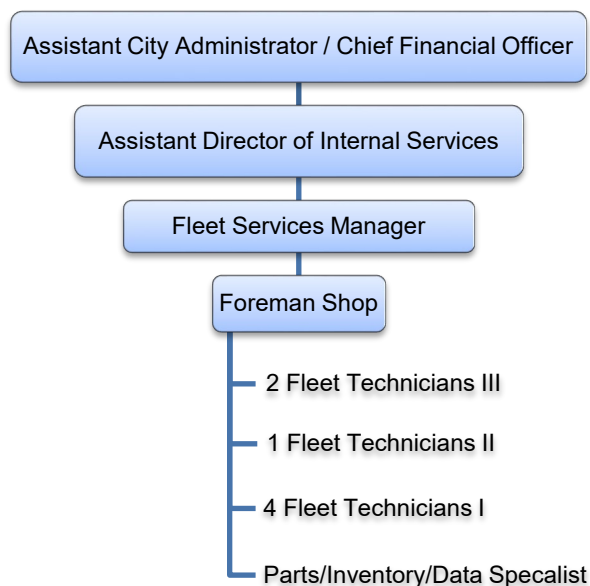 Assistant City Administrator / Chief Financial Officer
Assistant Director of Internal Services
Fleet Services Manager
Foreman Shop
2 Fleet Technicians III
1 Fleet Technicians II
4 Fleet Technicians I
Parts/Inventory/Data Specalist